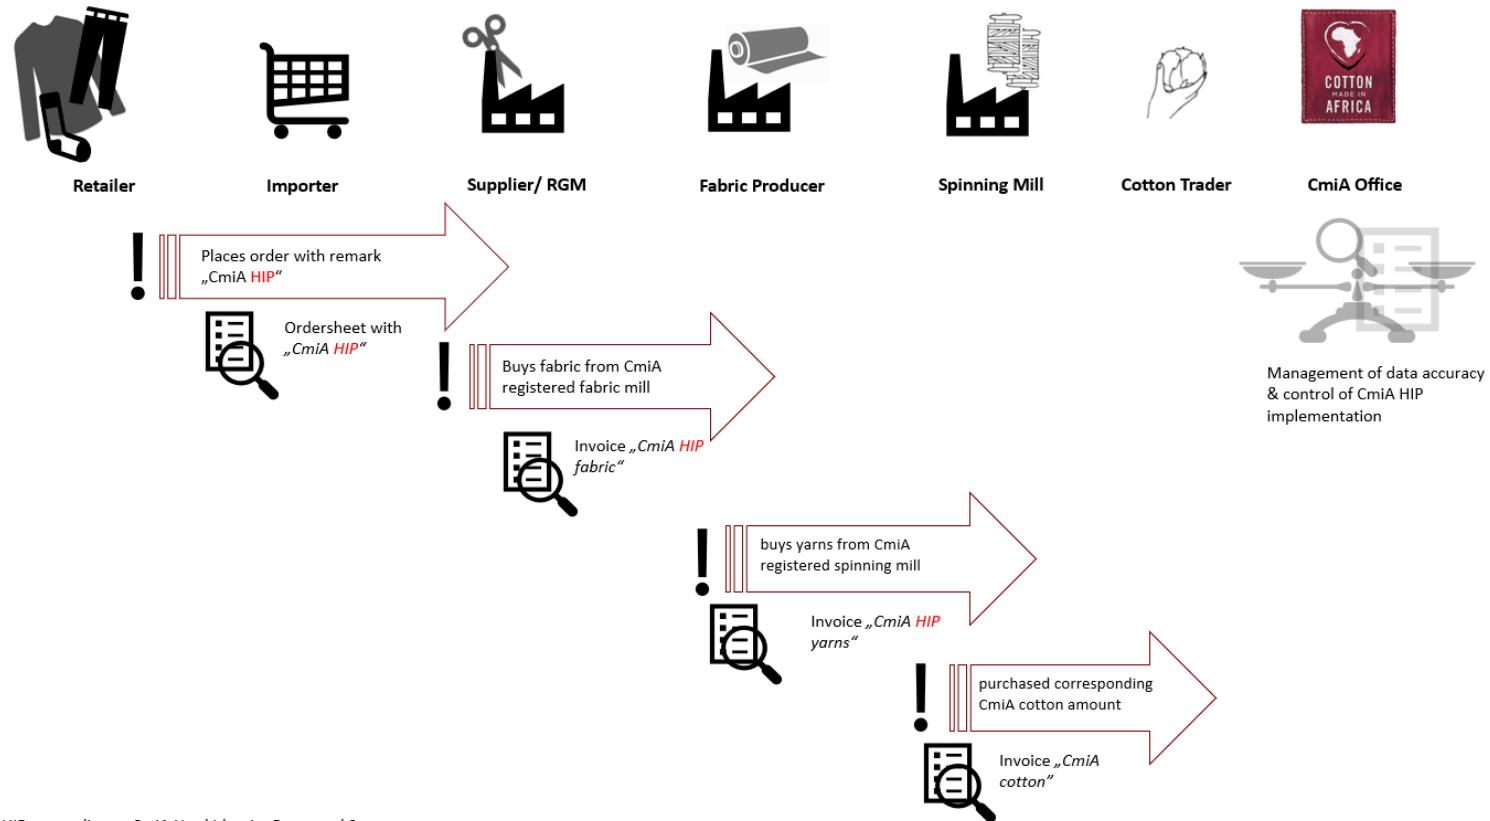 COTTON
MADE IN
AFRICA
Retailer
Importer
Supplier/ RGM
Fabric Producer
Spinning Mill
Cotton Trader
CmiA Office
Places order with remark
„CmiA HIP“
Ordersheet with
„CmiA HIP“
Buys fabric from CmiA
registered fabric mill
Invoice „CmiA HIP
fabric“
Management of data accuracy
& control of CmiA HIP
implementation
buys yarns from CmiA
registered spinning mill
Invoice „CmiA HIP
yarns“
purchased corresponding
CmiA cotton amount
Invoice „CmiA
cotton”